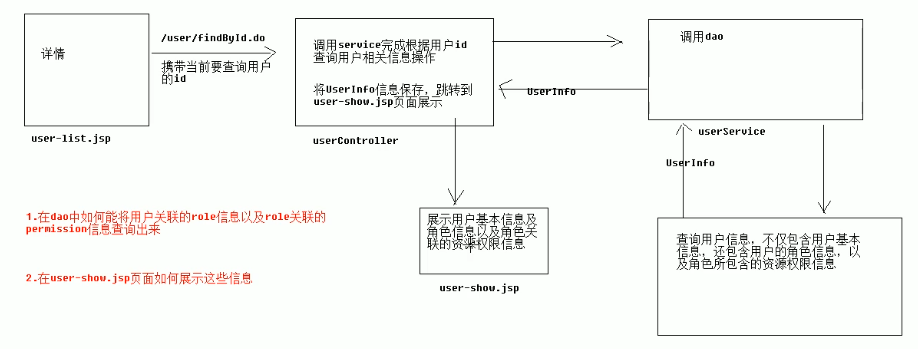 详情
user-list.jsp
/user/findById.do
携带当前要查询用户
的id
调用service完成根据用户id
查询用户相关信息操作
将UserInfo信息保存，跳转到
user-show.jsp页面展示
userController
UserInfo
调用dao
userService
UserInfo
查询用户信息，不仅包含用户基本
信息，还包含用户的角色信息，以
及角色所包含的资源权限信息
展示用户基本信息及
角色信息以及角色关
联的资源权限信息
user-show.jsp
1.在dao中如何能将用户关联的role信息以及role关联的
permission信息查询出来
2.在user-show.jsp页面如何展示这些信息